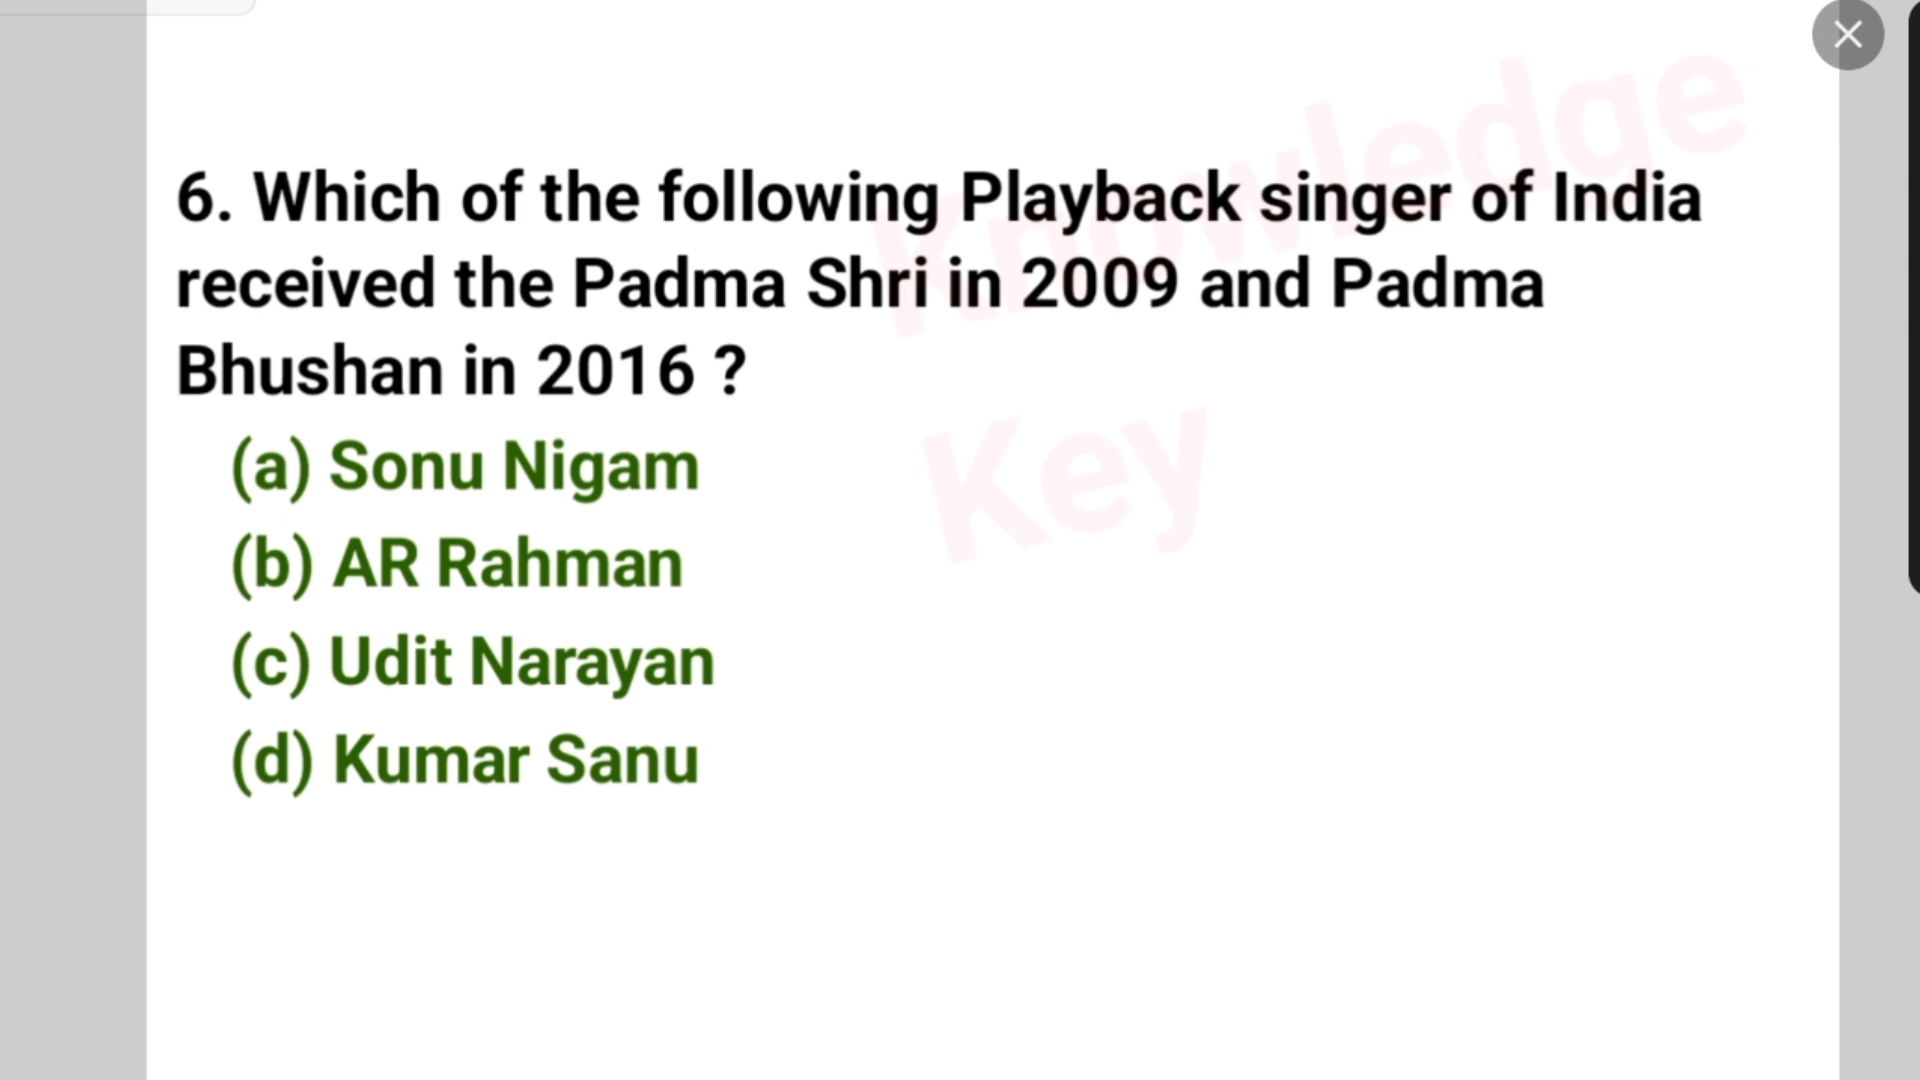 6. Which of the following Playback singer of India
received the Padma Shri in 2009 and Padma
Bhushan in 2016 ?
(a) Sonu Nigam
(b) AR Rahman
(c) Udit Narayan
(d) Kumar Sanu
Knowledge
Key